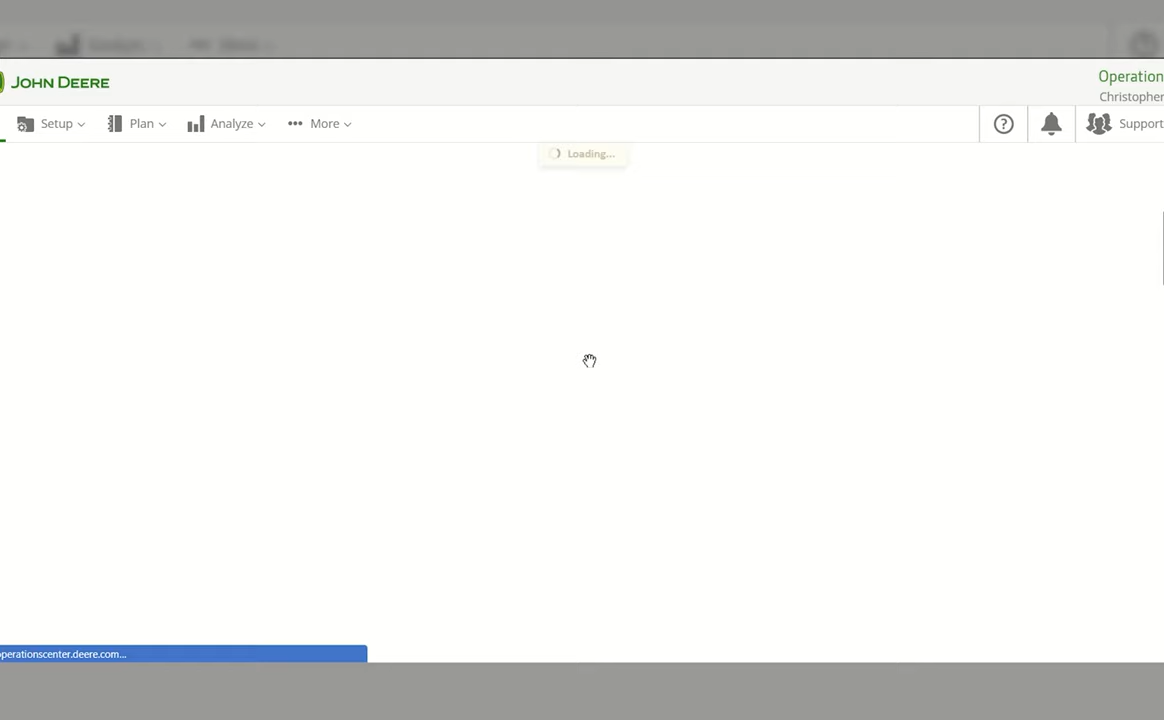 JOHN DEERE
Operation
Christopher
Setup
Plan
Analyze
More
Support
Loading...
operationscenter.deere.com...